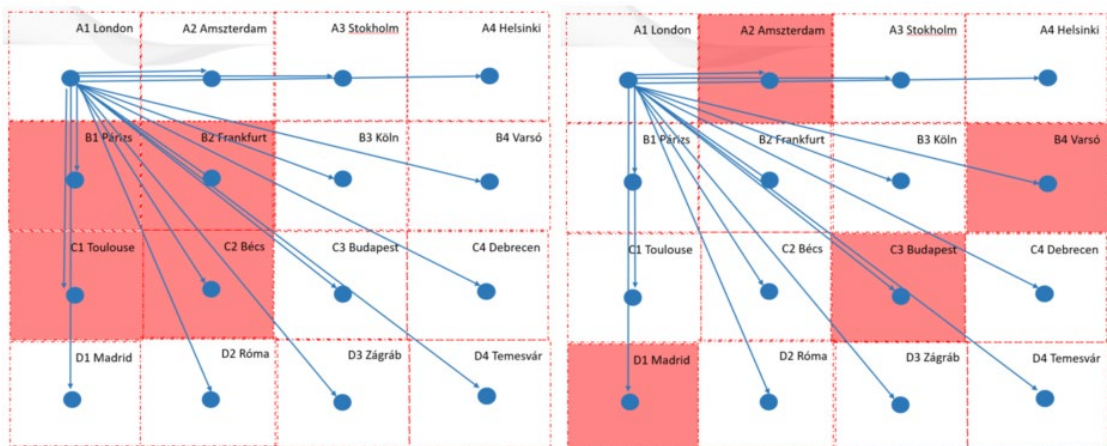 A1 London A2 Amszterdam A3 Stokholm A4 Helsinki
B1 Párizs B2 Frankfurt B3 Köln B4 Varsó
C1 Toulouse C2 Bécs C3 Budapest C4 Debrecen
D1 Madrid D2 Róma D3 Zágráb D4 Temesvár
A1 London A2 Amszterdam A3 Stokholm A4 Helsinki
B1 Párizs B2 Frankfurt B3 Köln B4 Varsó
C1 Toulouse C2 Bécs C3 Budapest C4 Debrecen
D1 Madrid D2 Róma D3 Zágráb D4 Temesvár